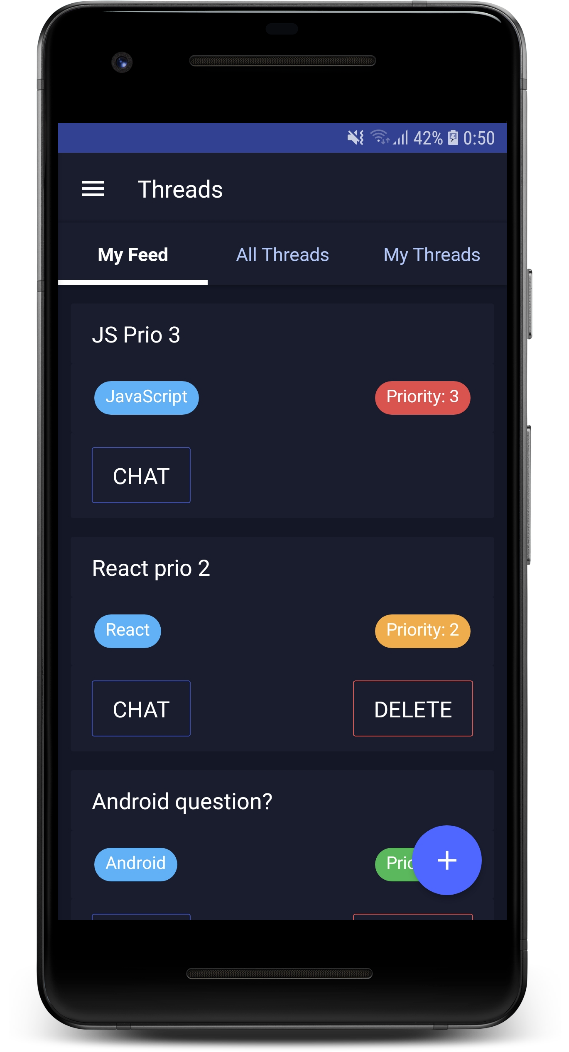 42% 0:50
Threads
My Feed All Threads My Threads
JS Prio 3
JavaScript Priority: 3
CHAT
React prio 2
React Priority: 2
CHAT DELETE
Android question?
Android